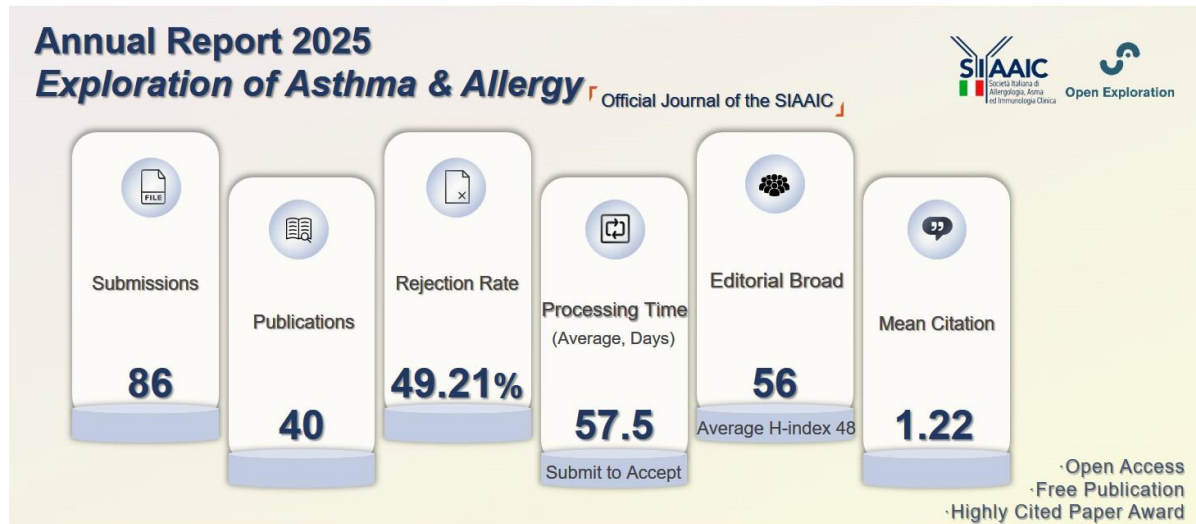 Annual Report 2025
Exploration of Asthma & Allergy
Official Journal of the SIAAIC
SIAAIC
Società Italiana di
Allergologia, Asma
ed Immunologia Clinica
Open Exploration
FILE
Submissions
86
Publications
40
Rejection Rate
49.21%
Processing Time
(Average, Days)
57.5
Submit to Accept
Editorial Broad
56
Average H-index 48
Mean Citation
1.22
·Open Access
·Free Publication
·Highly Cited Paper Award